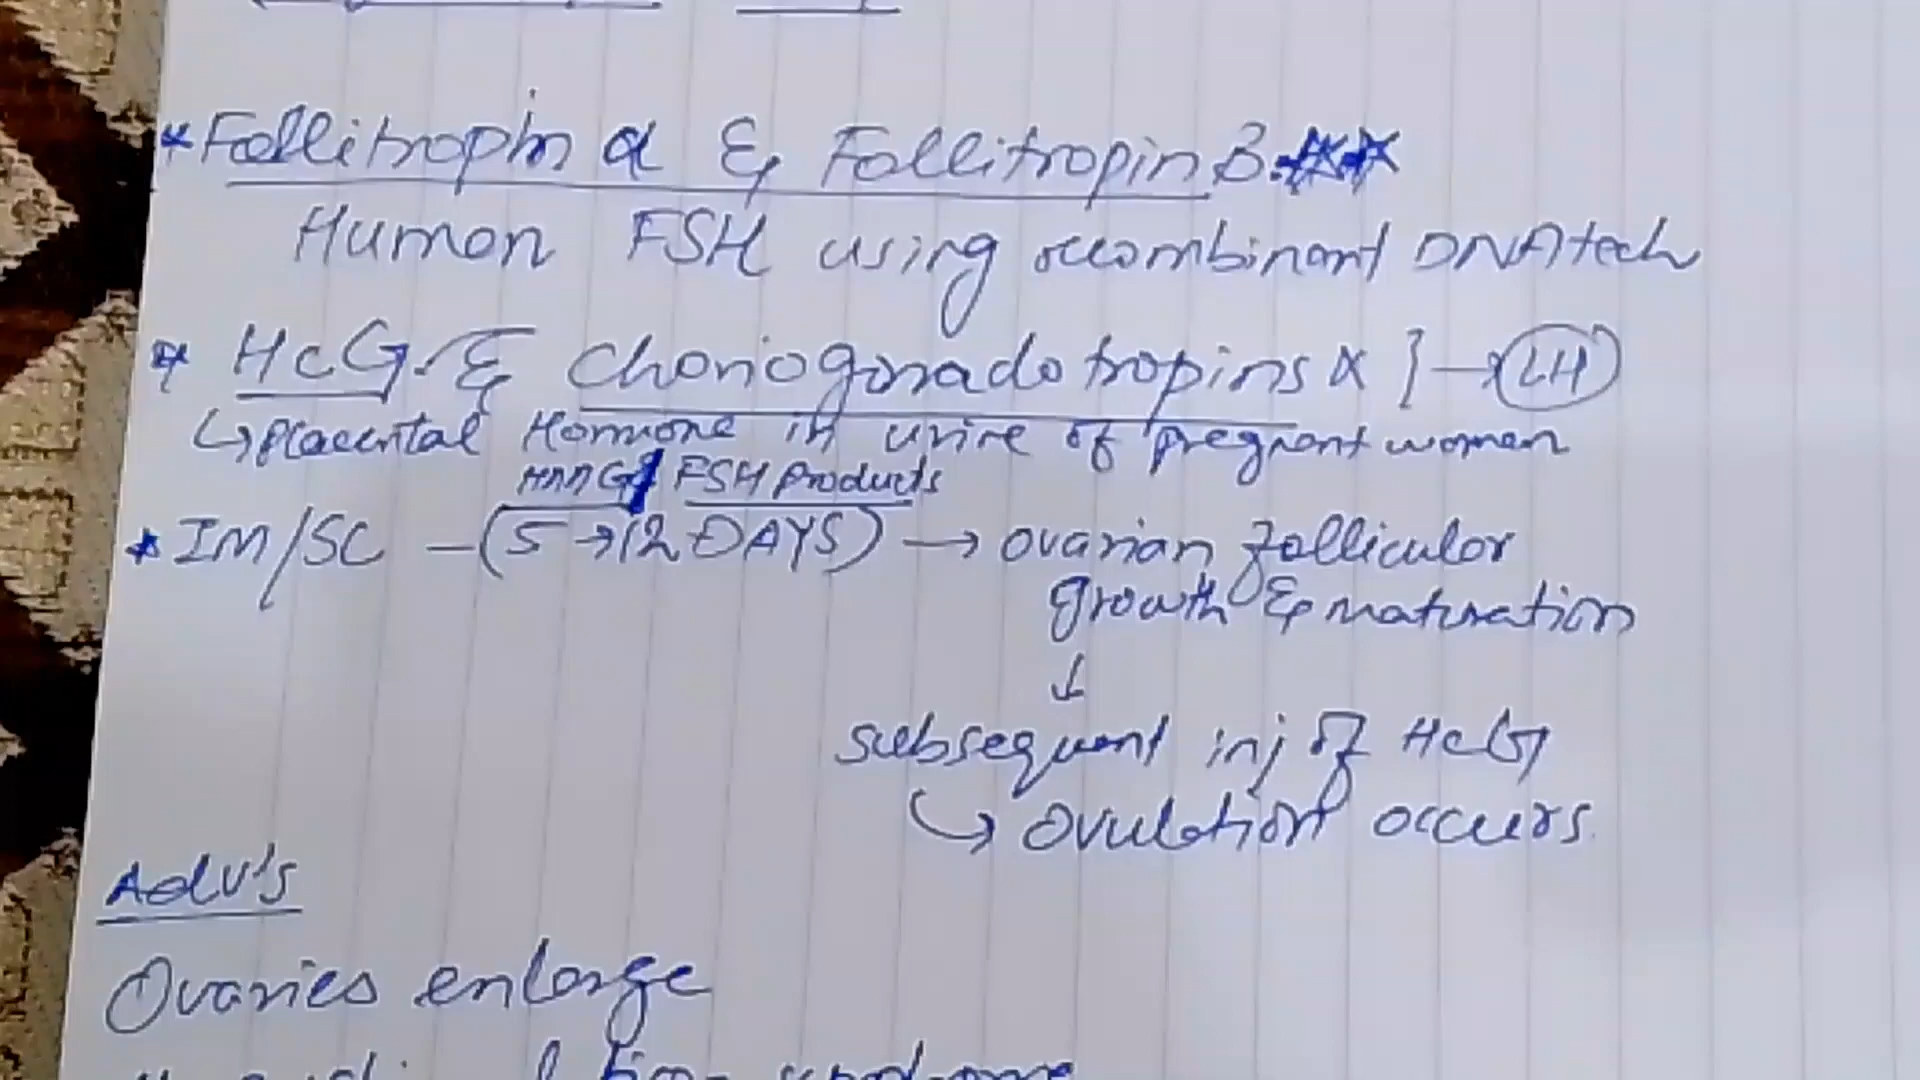 * Follitropin α & Follitropin B.**
Human FSH using recombinant DNA tech
* HcG & Choriogonadotropins α ] → LH
↳ placental Hormone in urine of pregnant women
HMG/ FSH Products
* IM/SC - (5 → 12 DAYS) → ovarian follicular
growth & maturation
↓
subsequent inj of HcG
↳ ovulation occurs.
Adv's
Ovaries enlarge
syndrome